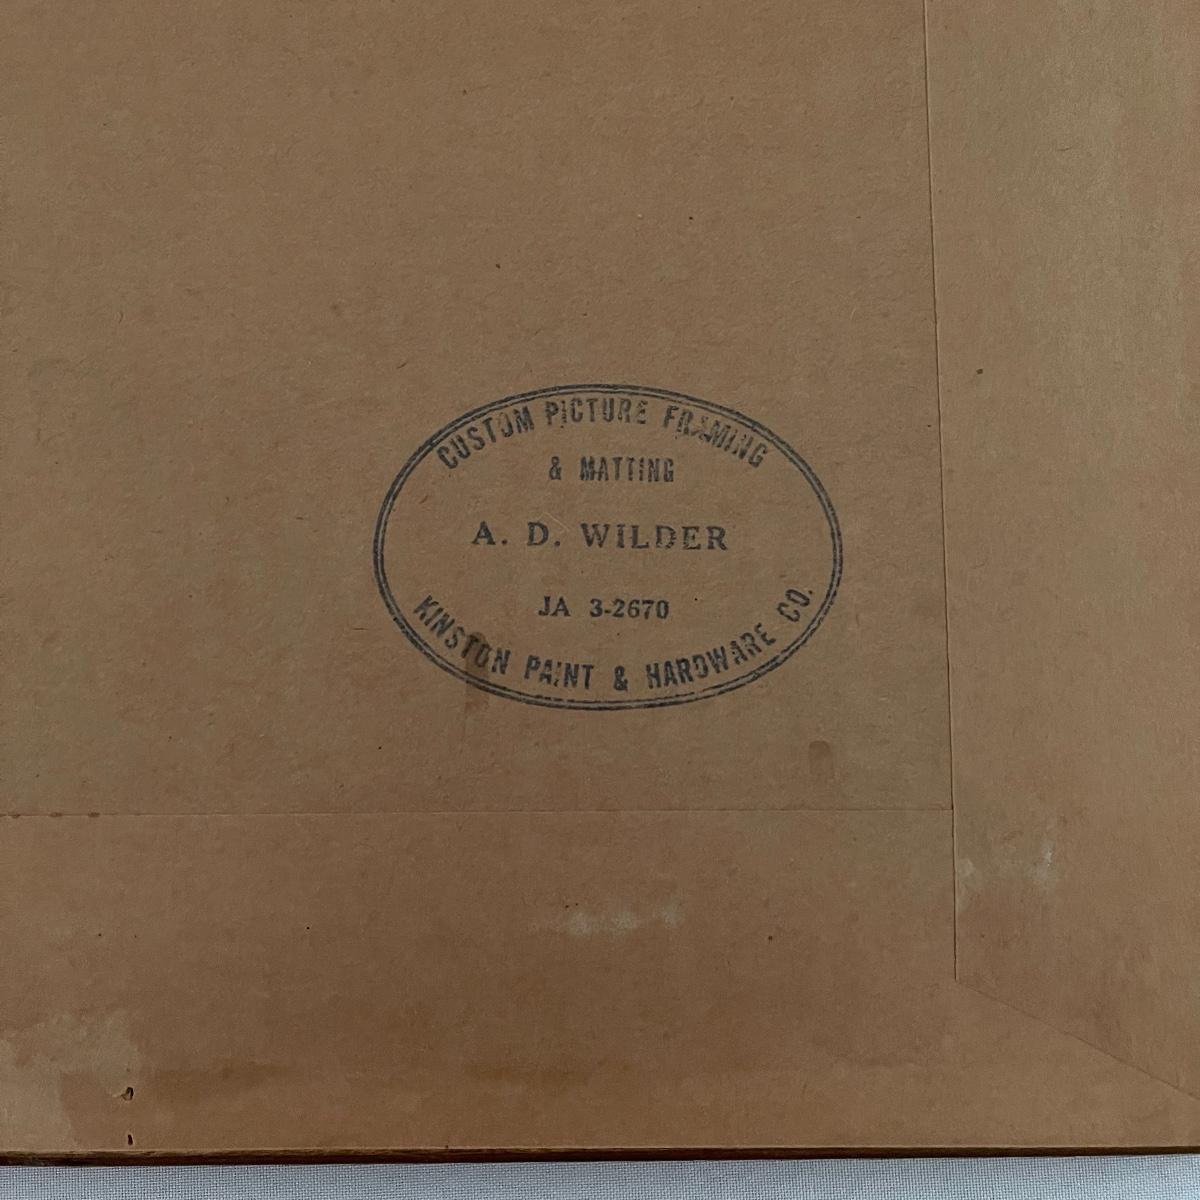 CUSTOM PICTURE FRAMING
& MATTING
A. D. WILDER
JA 3-2670
KINSTON PAINT & HARDWARE CO.